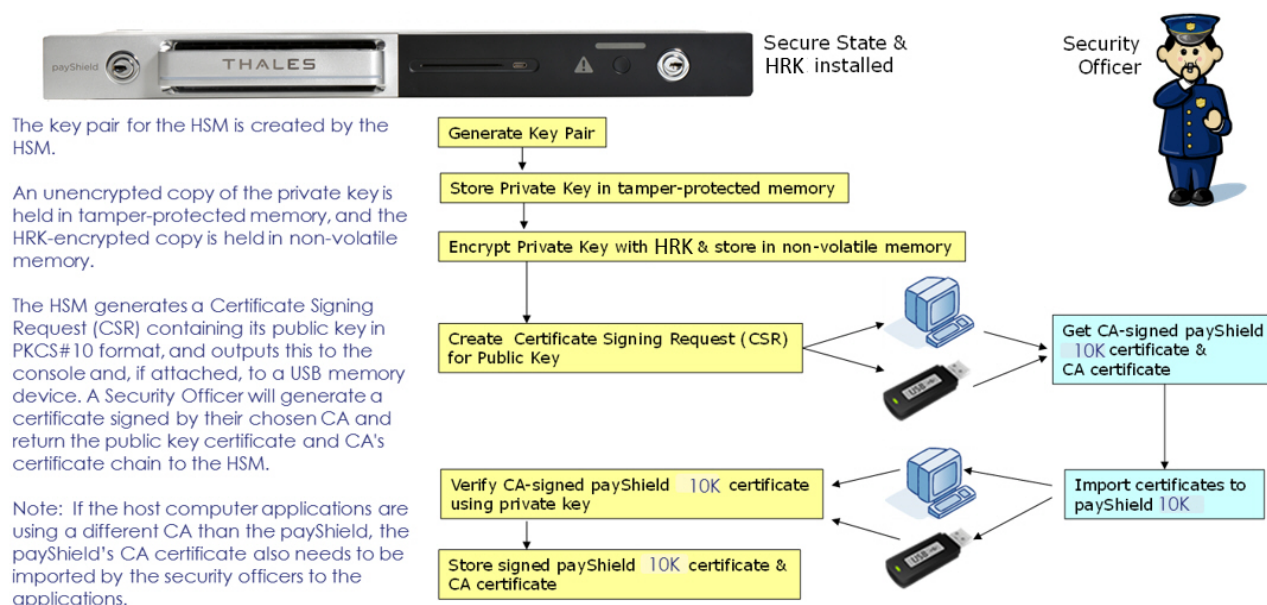 payShield
THALES
Secure State &
HRK installed
Security
Officer
The key pair for the HSM is created by the
HSM.
An unencrypted copy of the private key is
held in tamper-protected memory, and the
HRK-encrypted copy is held in non-volatile
memory.
The HSM generates a Certificate Signing
Request (CSR) containing its public key in
PKCS#10 format, and outputs this to the
console and, if attached, to a USB memory
device. A Security Officer will generate a
certificate signed by their chosen CA and
return the public key certificate and CA's
certificate chain to the HSM.
Note: If the host computer applications are
using a different CA than the payShield, the
payShield's CA certificate also needs to be
imported by the security officers to the
applications.
Generate Key Pair
Store Private Key in tamper-protected memory
Encrypt Private Key with HRK & store in non-volatile memory
Create Certificate Signing Request (CSR)
for Public Key
USB
Get CA-signed payShield
10K certificate &
CA certificate
Import certificates to
payShield 10K
USB
Verify CA-signed payShield 10K certificate
using private key
Store signed payShield 10K certificate &
CA certificate